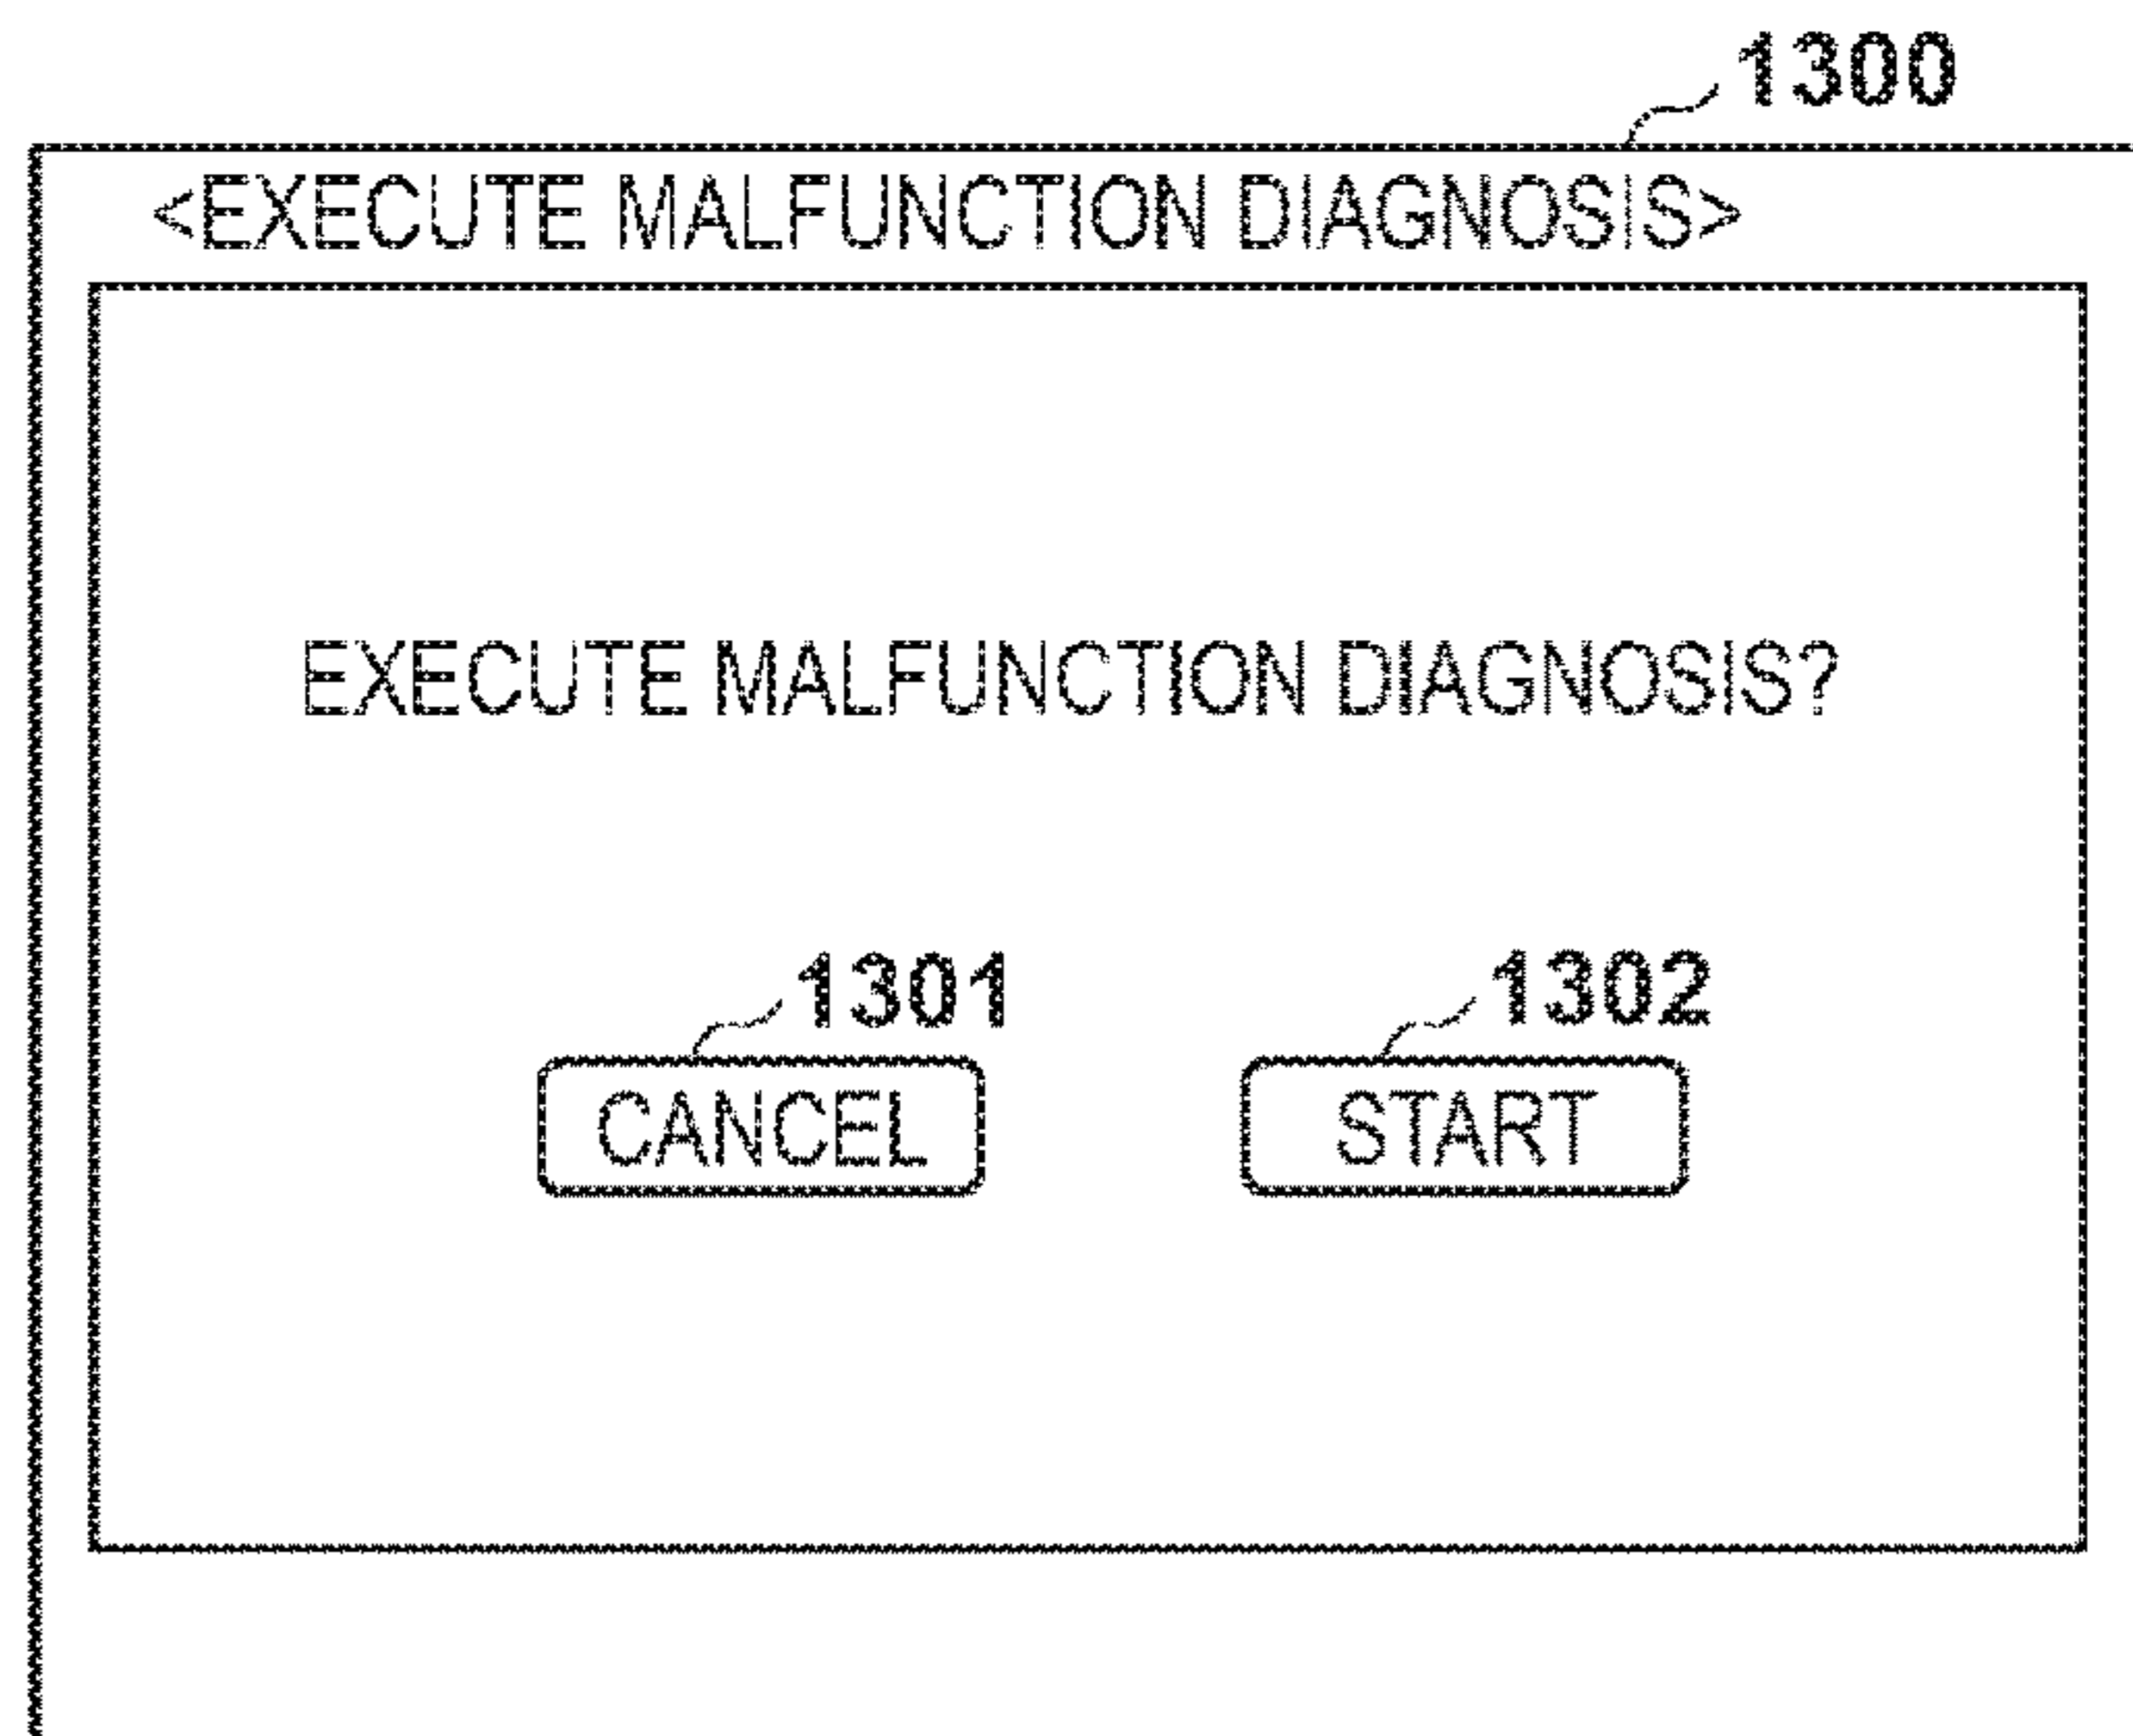 1300
<EXECUTE MALFUNCTION DIAGNOSIS>
EXECUTE MALFUNCTION DIAGNOSIS?
1301 1302
CANCEL START